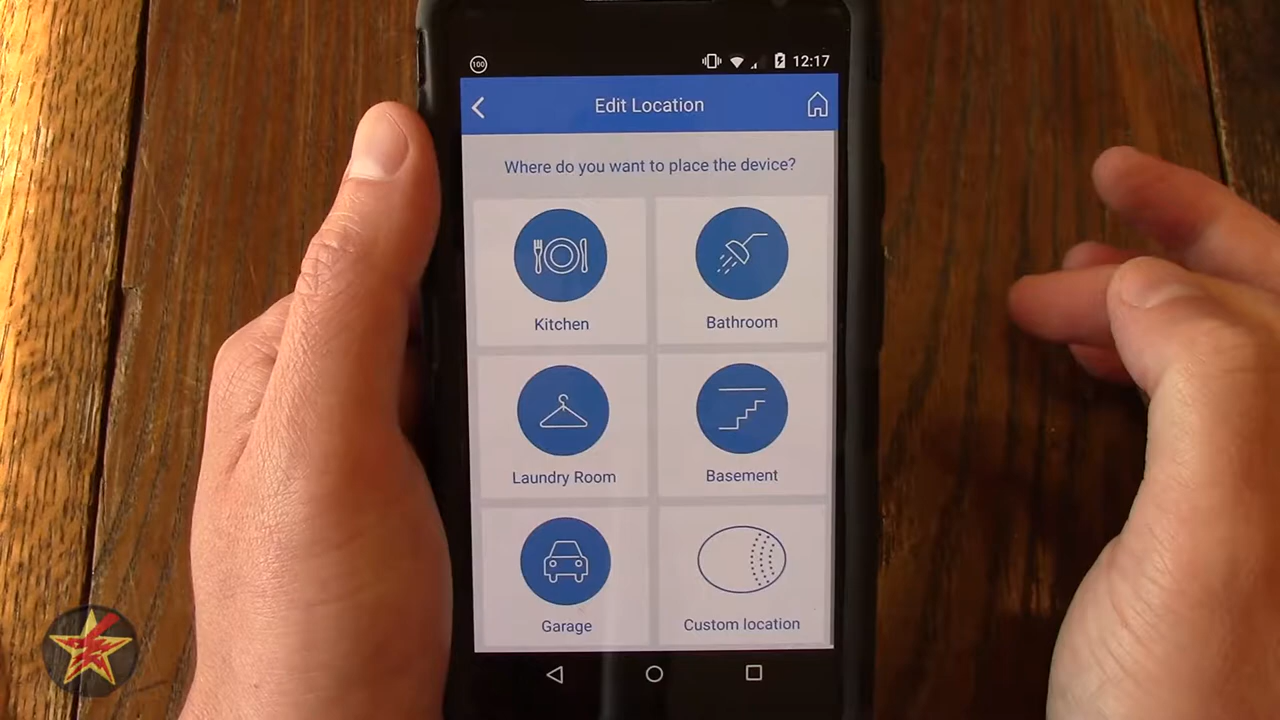 100
12:17
Edit Location
Where do you want to place the device?
Kitchen
Bathroom
Laundry Room
Basement
Garage
Custom location